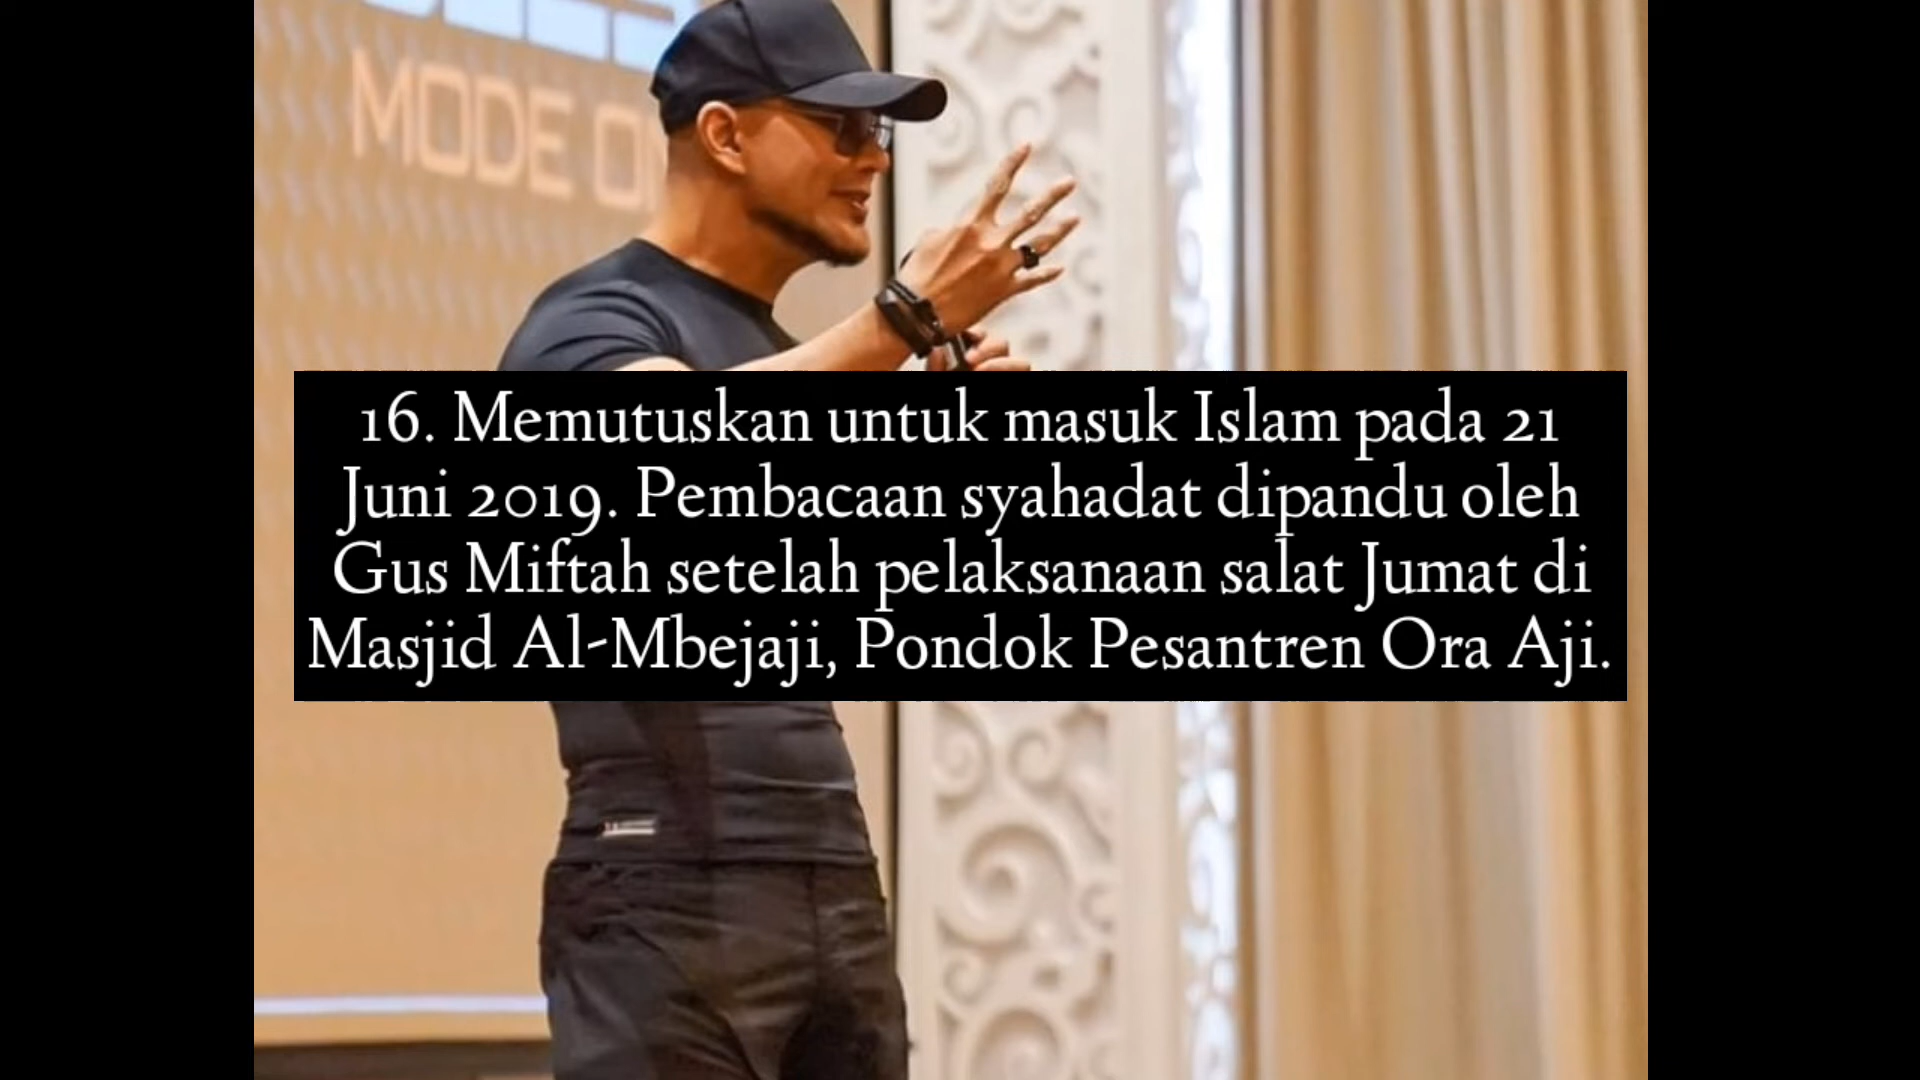 MODE
16. Memutuskan untuk masuk Islam pada 21
Juni 2019. Pembacaan syahadat dipandu oleh
Gus Miftah setelah pelaksanaan salat Jumat di
Masjid Al-Mbejaji, Pondok Pesantren Ora Aji.